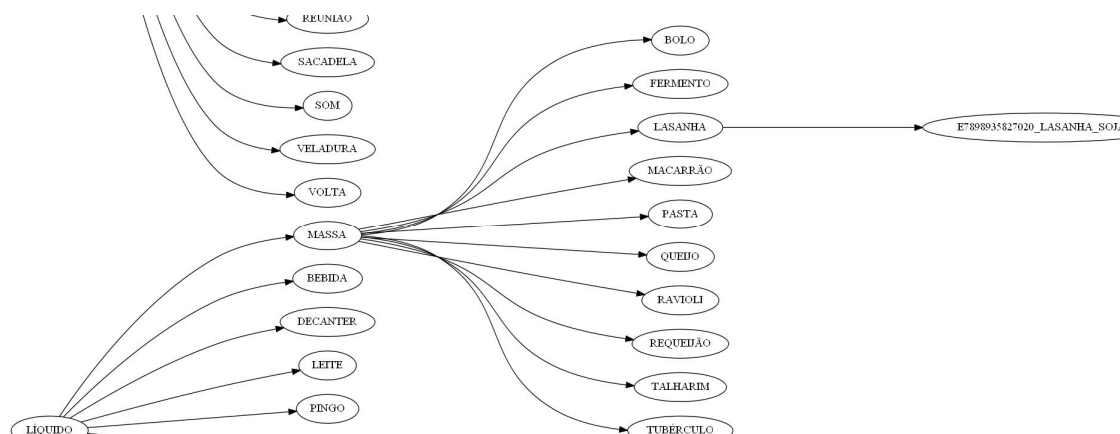 REUNIÃO
SACADELA
SOM
VELADURA
VOLTA
MASSA
BEBIDA
DECANTER
LEITE
PINGO
LÍQUIDO
BOLO
FERMENTO
LASANHA
MACARRÃO
PASTA
QUEIJO
RAVIOLI
REQUEIJÃO
TALHARIM
TUBÉRCULO
E7898935827020_LASANHA_SOJA